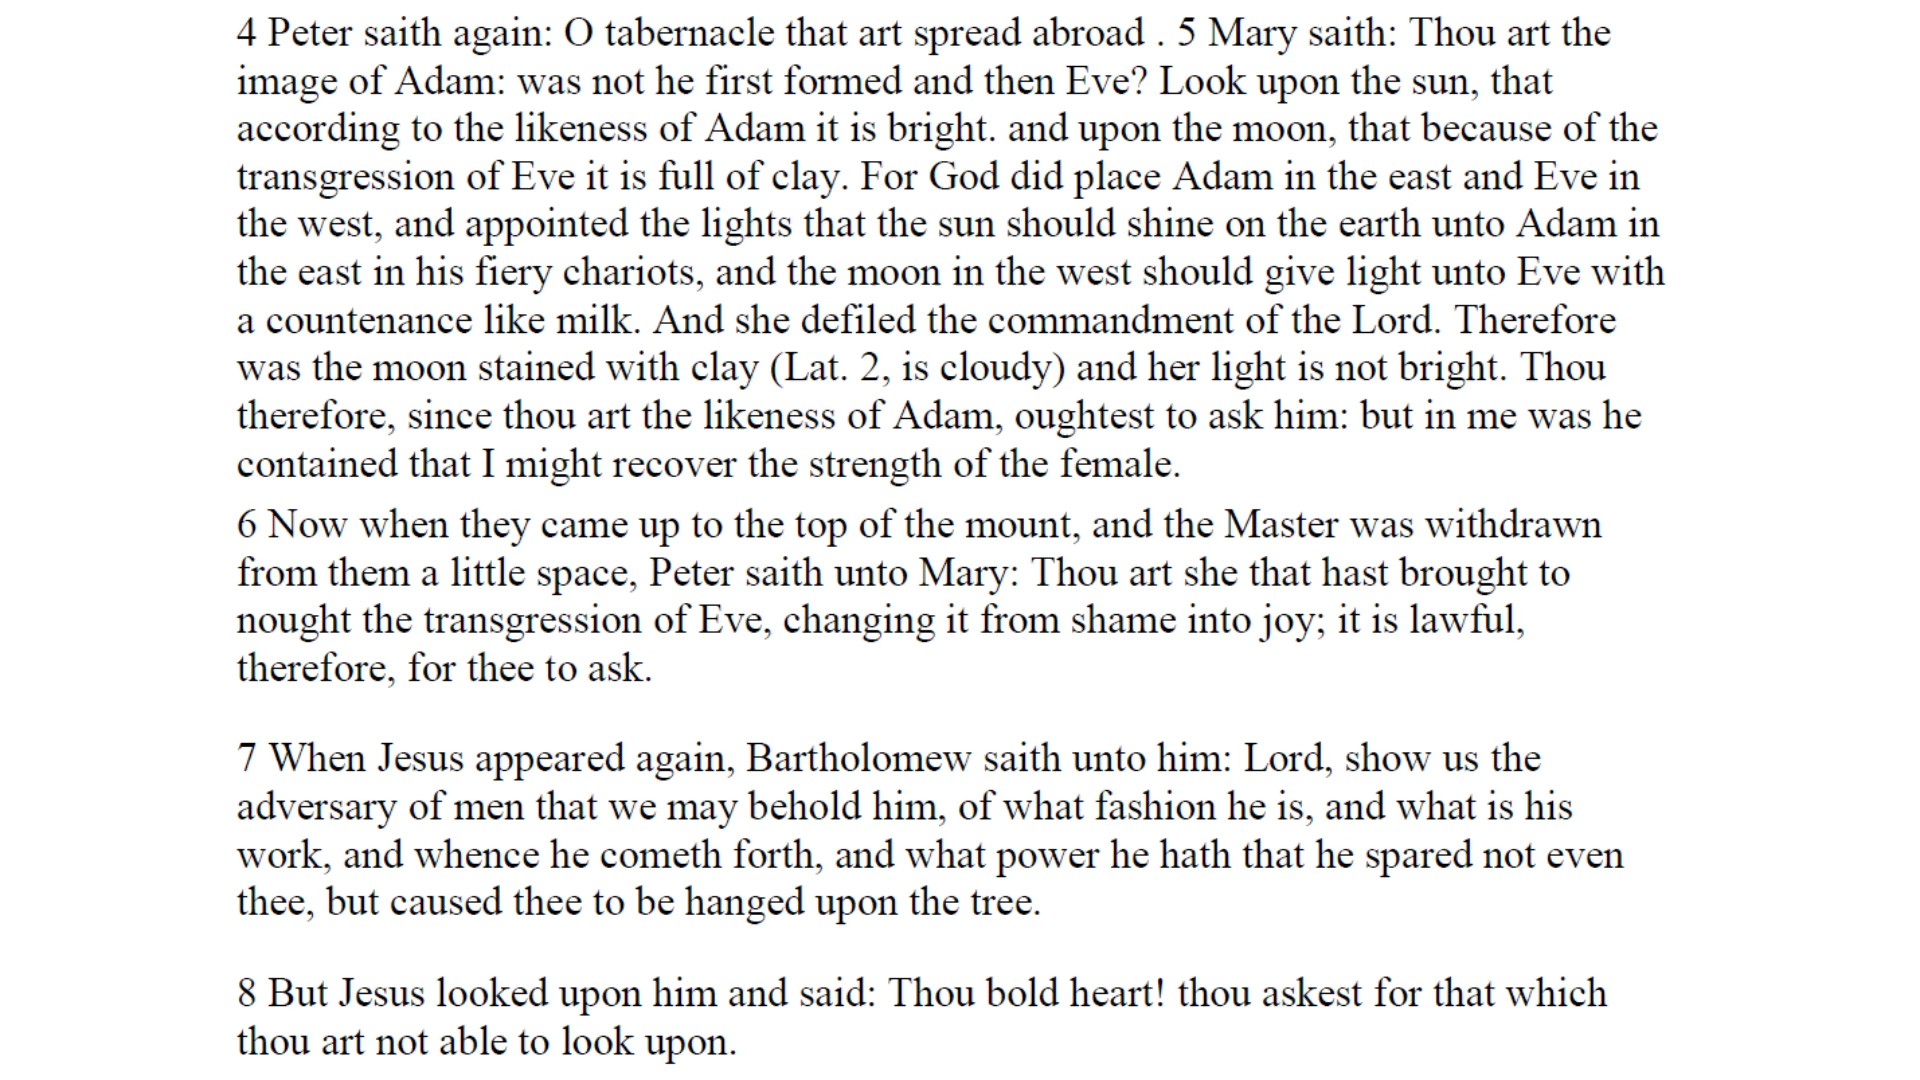 4 Peter saith again: O tabernacle that art spread abroad . 5 Mary saith: Thou art the
image of Adam: was not he first formed and then Eve? Look upon the sun, that
according to the likeness of Adam it is bright. and upon the moon, that because of the
transgression of Eve it is full of clay. For God did place Adam in the east and Eve in
the west, and appointed the lights that the sun should shine on the earth unto Adam in
the east in his fiery chariots, and the moon in the west should give light unto Eve with
a countenance like milk. And she defiled the commandment of the Lord. Therefore
was the moon stained with clay (Lat. 2, is cloudy) and her light is not bright. Thou
therefore, since thou art the likeness of Adam, oughtest to ask him: but in me was he
contained that I might recover the strength of the female.
6 Now when they came up to the top of the mount, and the Master was withdrawn
from them a little space, Peter saith unto Mary: Thou art she that hast brought to
nought the transgression of Eve, changing it from shame into joy; it is lawful,
therefore, for thee to ask.
7 When Jesus appeared again, Bartholomew saith unto him: Lord, show us the
adversary of men that we may behold him, of what fashion he is, and what is his
work, and whence he cometh forth, and what power he hath that he spared not even
thee, but caused thee to be hanged upon the tree.
8 But Jesus looked upon him and said: Thou bold heart! thou askest for that which
thou art not able to look upon.